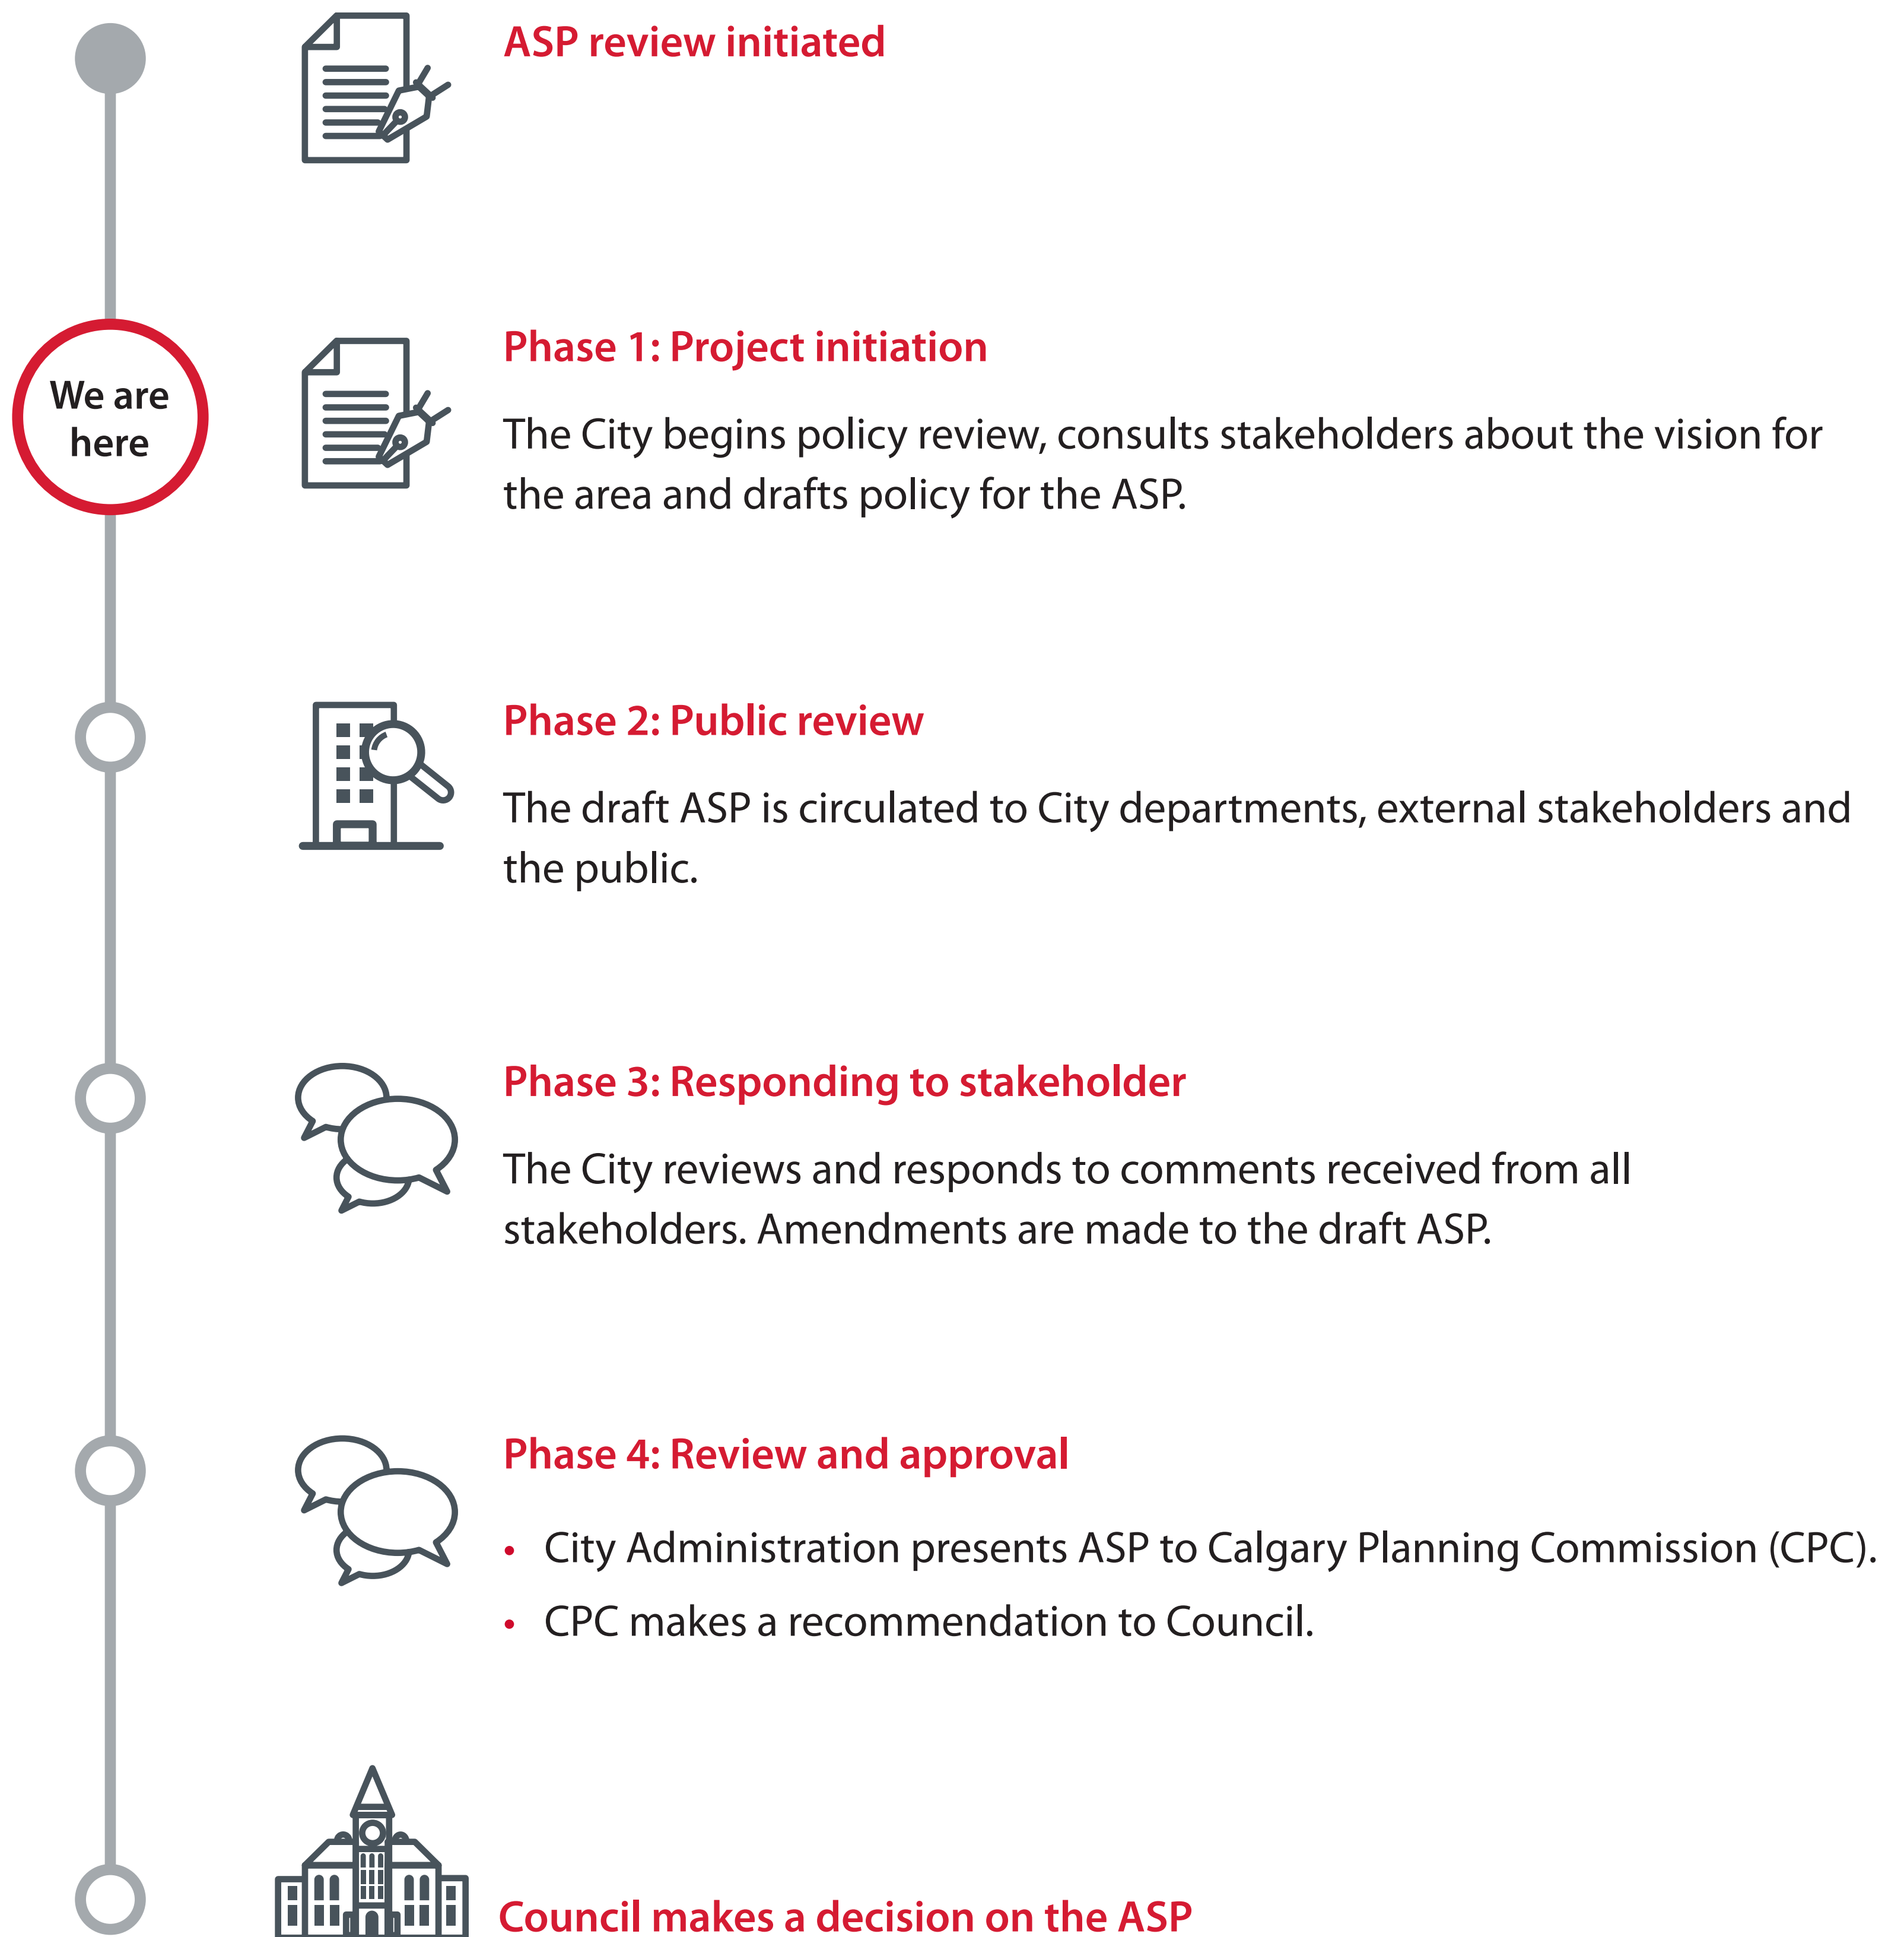 ASP review initiated
We are
here
Phase 1: Project initiation
The City begins policy review, consults stakeholders about the vision for
the area and drafts policy for the ASP.
Phase 2: Public review
The draft ASP is circulated to City departments, external stakeholders and
the public.
Phase 3: Responding to stakeholder
The City reviews and responds to comments received from all
stakeholders. Amendments are made to the draft ASP.
Phase 4: Review and approval
• City Administration presents ASP to Calgary Planning Commission (CPC).
• CPC makes a recommendation to Council.
Council makes a decision on the ASP